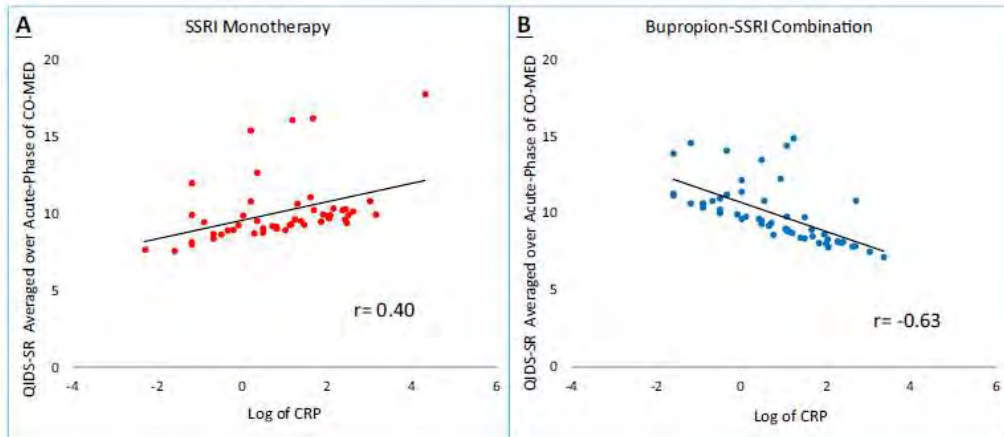 A
SSRI Monotherapy
QIDS-SR Averaged over Acute-Phase of CO-MED
20
15
10
5
0
-4
-2
0
2
4
6
Log of CRP
r= 0.40
B
Bupropion-SSRI Combination
QIDS-SR Averaged over Acute-Phase of CO-MED
20
15
10
5
0
-4
-2
0
2
4
6
Log of CRP
r= -0.63